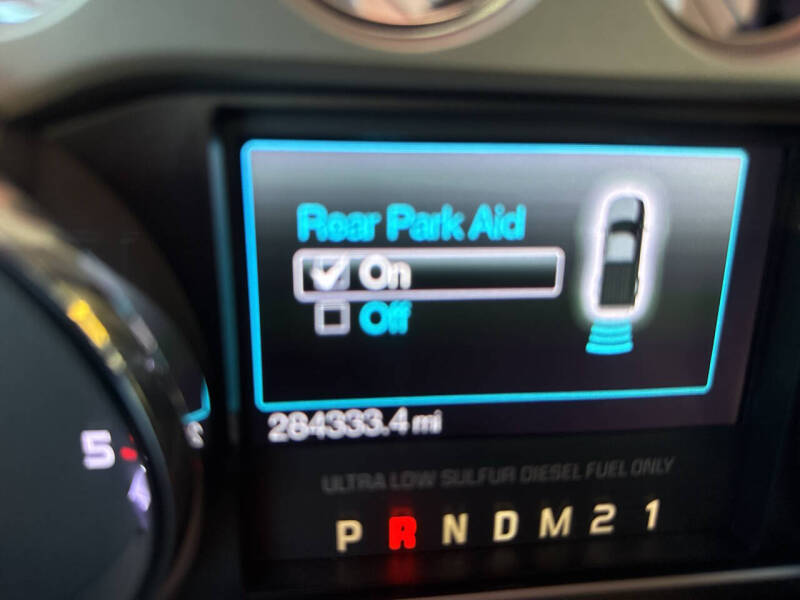 Rear Park Aid
On
Off
284333.4 mi
ULTRA LOW SULFUR DIESEL FUEL ONLY
P R N D M 2 1
5